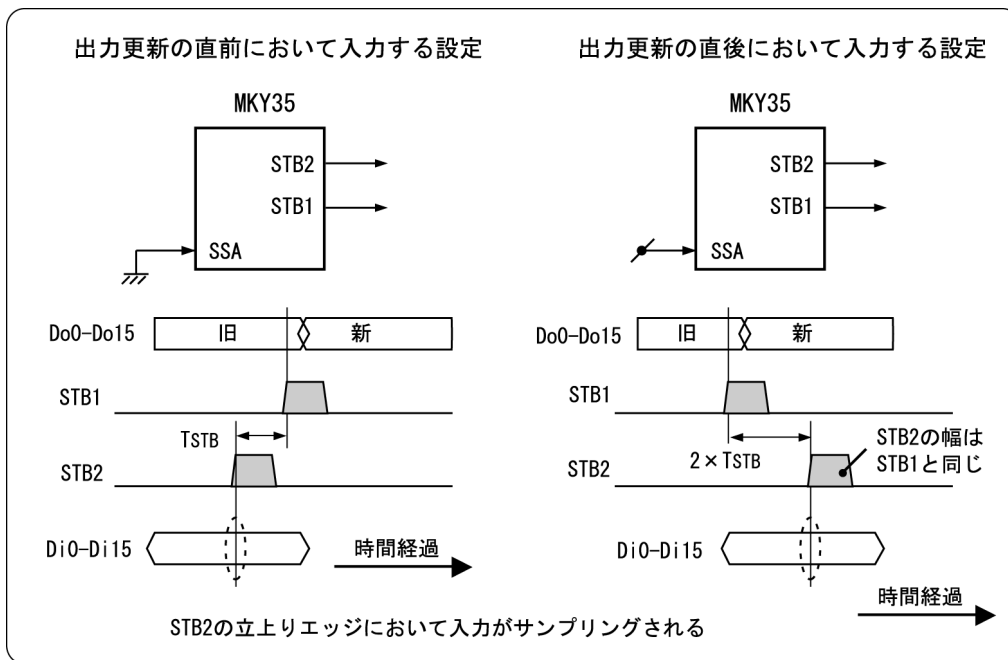 出力更新の直前において入力する設定
MKY35
STB2
STB1
SSA
Do0-Do15
旧
新
STB1
TSTB
STB2
Di0-Di15
時間経過
出力更新の直後において入力する設定
MKY35
STB2
STB1
SSA
Do0-Do15
旧
新
STB1
2×TSTB
STB2の幅は
STB1と同じ
STB2
Di0-Di15
時間経過
STB2の立上りエッジにおいて入力がサンプリングされる